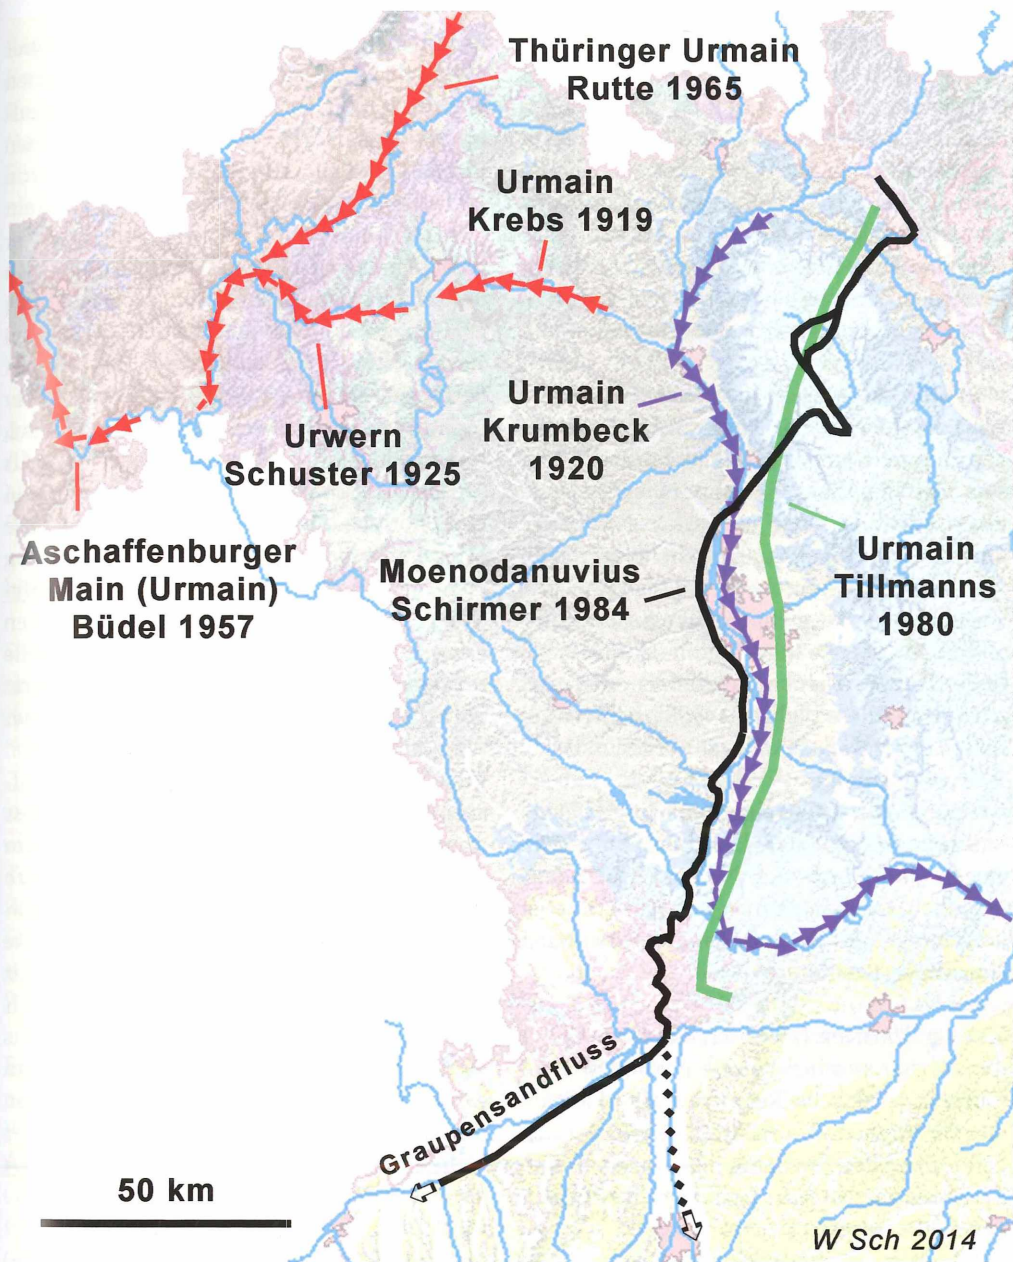 Thüringer Urmain
Rutte 1965
Urmain
Krebs 1919
Urmain
Krumbeck
1920
Urwern
Schuster 1925
Aschaffenburger
Main (Urmain)
Büdel 1957
Moenodanuvius
Schirmer 1984
Urmain
Tillmanns
1980
Graupensandfluss
50 km
W Sch 2014